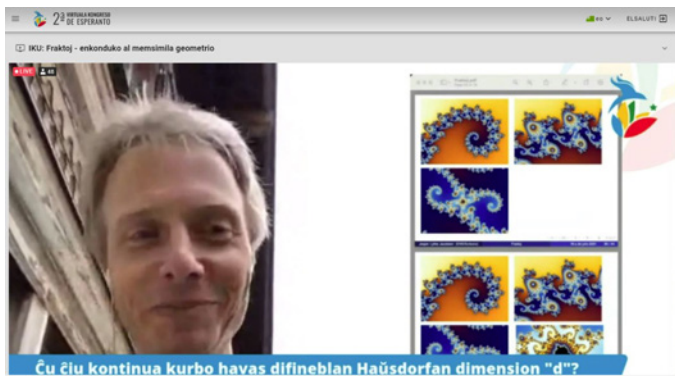 2ª VIRTUALA KONGRESO
DE ESPERANTO
eo
ELSALUTI
IKU: Fraktoj - enkonduko al memsimila geometrio
LIVE
Ĉu ĉiu kontinua kurbo havas difineblan Haŭsdorfan dimension "d"?